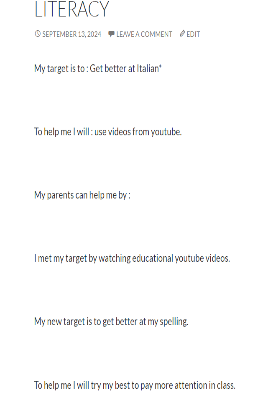 LITERACY
SEPTEMBER 13, 2024 LEAVE A COMMENT EDIT
My target is to : Get better at Italian*
To help me I will : use videos from youtube.
My parents can help me by :
I met my target by watching educational youtube videos.
My new target is to get better at my spelling.
To help me I will try my best to pay more attention in class.